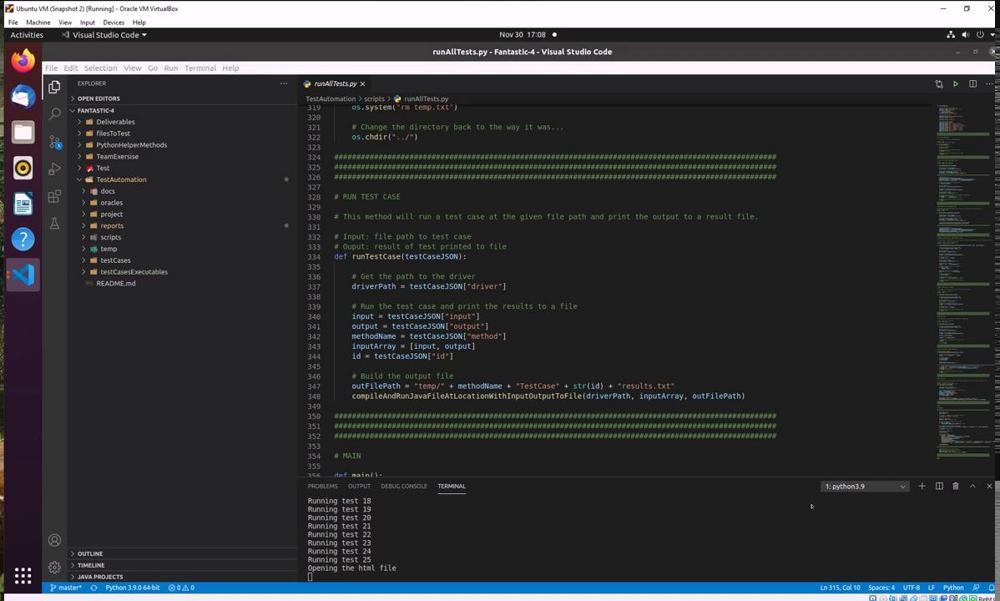 Ubuntu VM (Snapshot 2) [Running] - Oracle VM VirtualBox
File Machine View Input Devices Help
Activities Visual Studio Code Nov 30 17:08
runAllTests.py - Fantastic-4 - Visual Studio Code
File Edit Selection View Go Run Terminal Help
EXPLORER
OPEN EDITORS
FANTASTIC-4
Deliverables
filesToTest
PythonHelperMethods
TeamExersise
Test
TestAutomation
docs
oracles
project
reports
scripts
temp
testCases
testCasesExecutables
README.md
OUTLINE
TIMELINE
JAVA PROJECTS
1
runAllTests.py
TestAutomation > scripts > runAllTests.py
319 os.system("rm temp.txt")
320
321 # Change the directory back to the way it was...
322 os.chdir("../")
323
324 ####################################################################################################
325 ####################################################################################################
326 ####################################################################################################
327
328 # RUN TEST CASE
329
330 # This method will run a test case at the given file path and print the output to a result file.
331
332 # Input: file path to test case
333 # Ouput: result of test printed to file
334 def runTestCase(testCaseJSON):
335
336 # Get the path to the driver
337 driverPath = testCaseJSON["driver"]
338
339 # Run the test case and print the results to a file
340 input = testCaseJSON["input"]
341 output = testCaseJSON["output"]
342 methodName = testCaseJSON["method"]
343 inputArray = [input, output]
344 id = testCaseJSON["id"]
345
346 # Build the output file
347 outFilePath = "temp/" + methodName + "TestCase" + str(id) + "results.txt"
348 compileAndRunJavaFileAtLocationWithInputOutputToFile(driverPath, inputArray, outFilePath)
349
350 ####################################################################################################
351 ####################################################################################################
352 ####################################################################################################
353
354 # MAIN
355
356 def main():
PROBLEMS OUTPUT DEBUG CONSOLE TERMINAL 1: python3.9
Running test 18
Running test 19
Running test 20
Running test 21
Running test 22
Running test 23
Running test 24
Running test 25
Opening the html file
master* Python 3.9.0 64-bit 0 0 Ln 315, Col 10 Spaces: 4 UTF-8 LF Python
Right